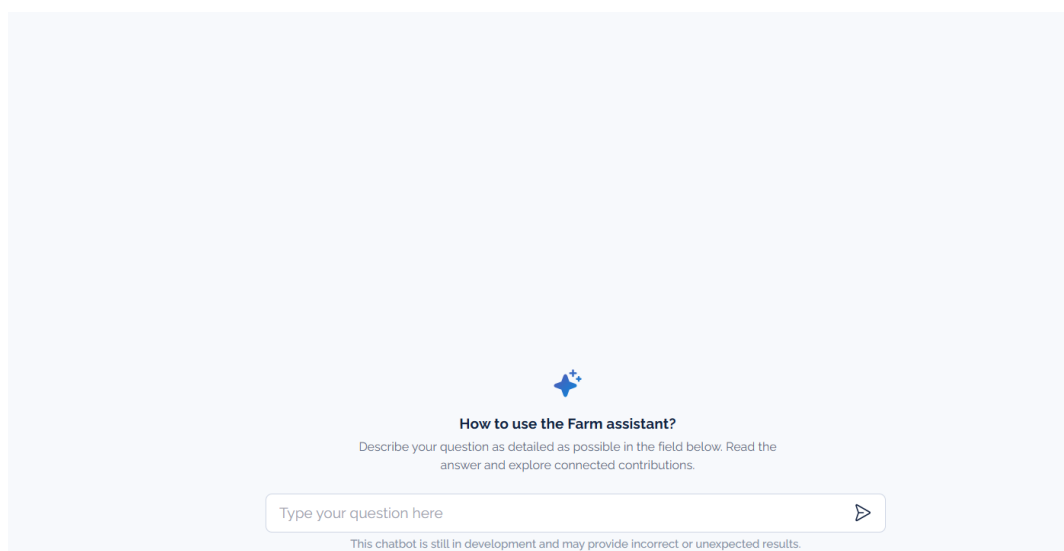 How to use the Farm assistant?
Describe your question as detailed as possible in the field below. Read the
answer and explore connected contributions.
Type your question here
This chatbot is still in development and may provide incorrect or unexpected results.